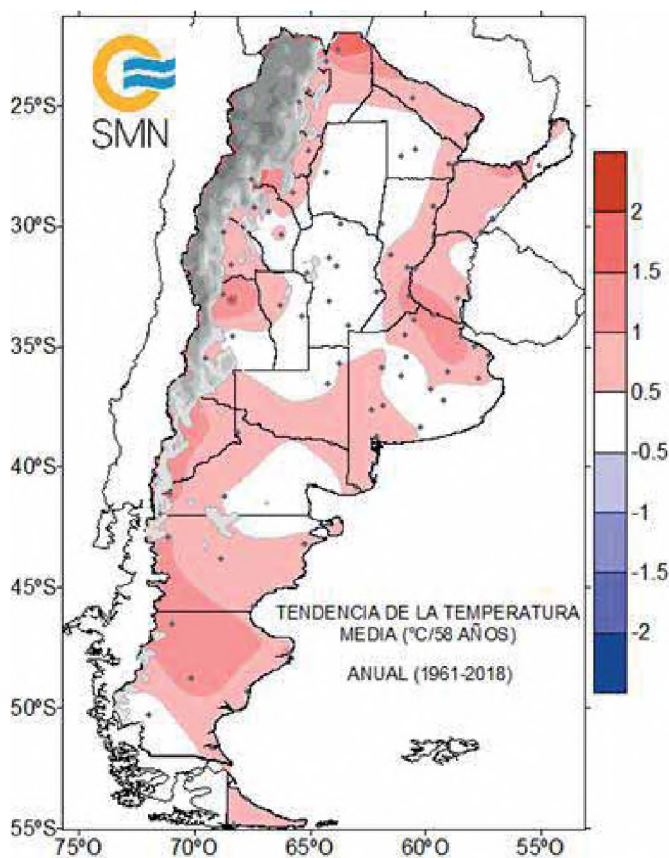 SMN
25ºS
30ºS
35ºS
40ºS
45ºS
50ºS
55ºS
75ºO
70ºO
65ºO
60ºO
55ºO
TENDENCIA DE LA TEMPERATURA
MEDIA (ºC/58 AÑOS)
ANUAL (1961-2018)
2
1.5
1
0.5
-0.5
-1
-1.5
-2